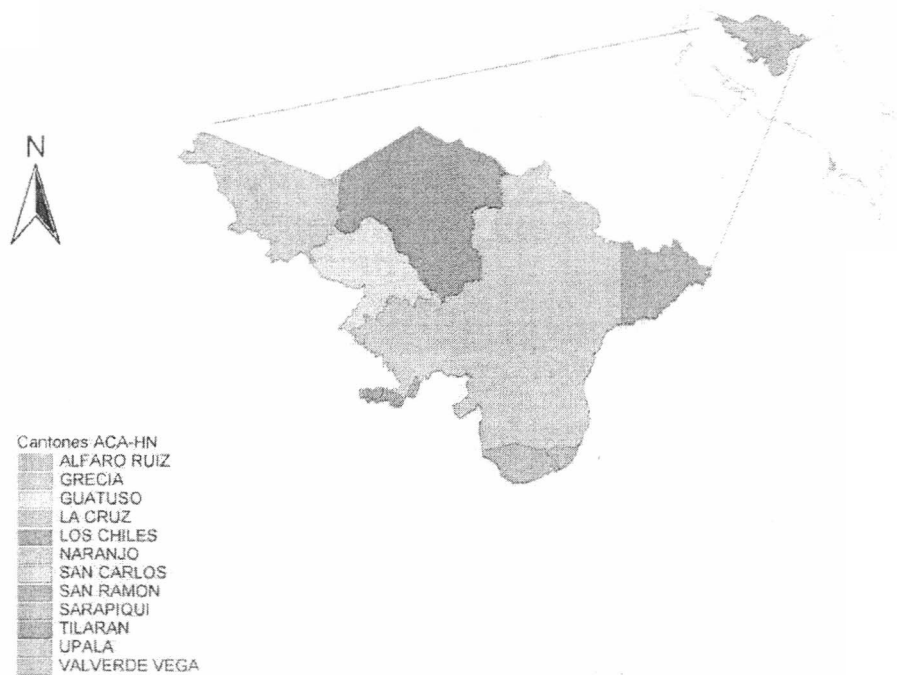 N
Cantones ACA-HN
ALFARO RUIZ
GRECIA
GUATUSO
LA CRUZ
LOS CHILES
NARANJO
SAN CARLOS
SAN RAMON
SARAPIQUI
TILARAN
UPALA
VALVERDE VEGA